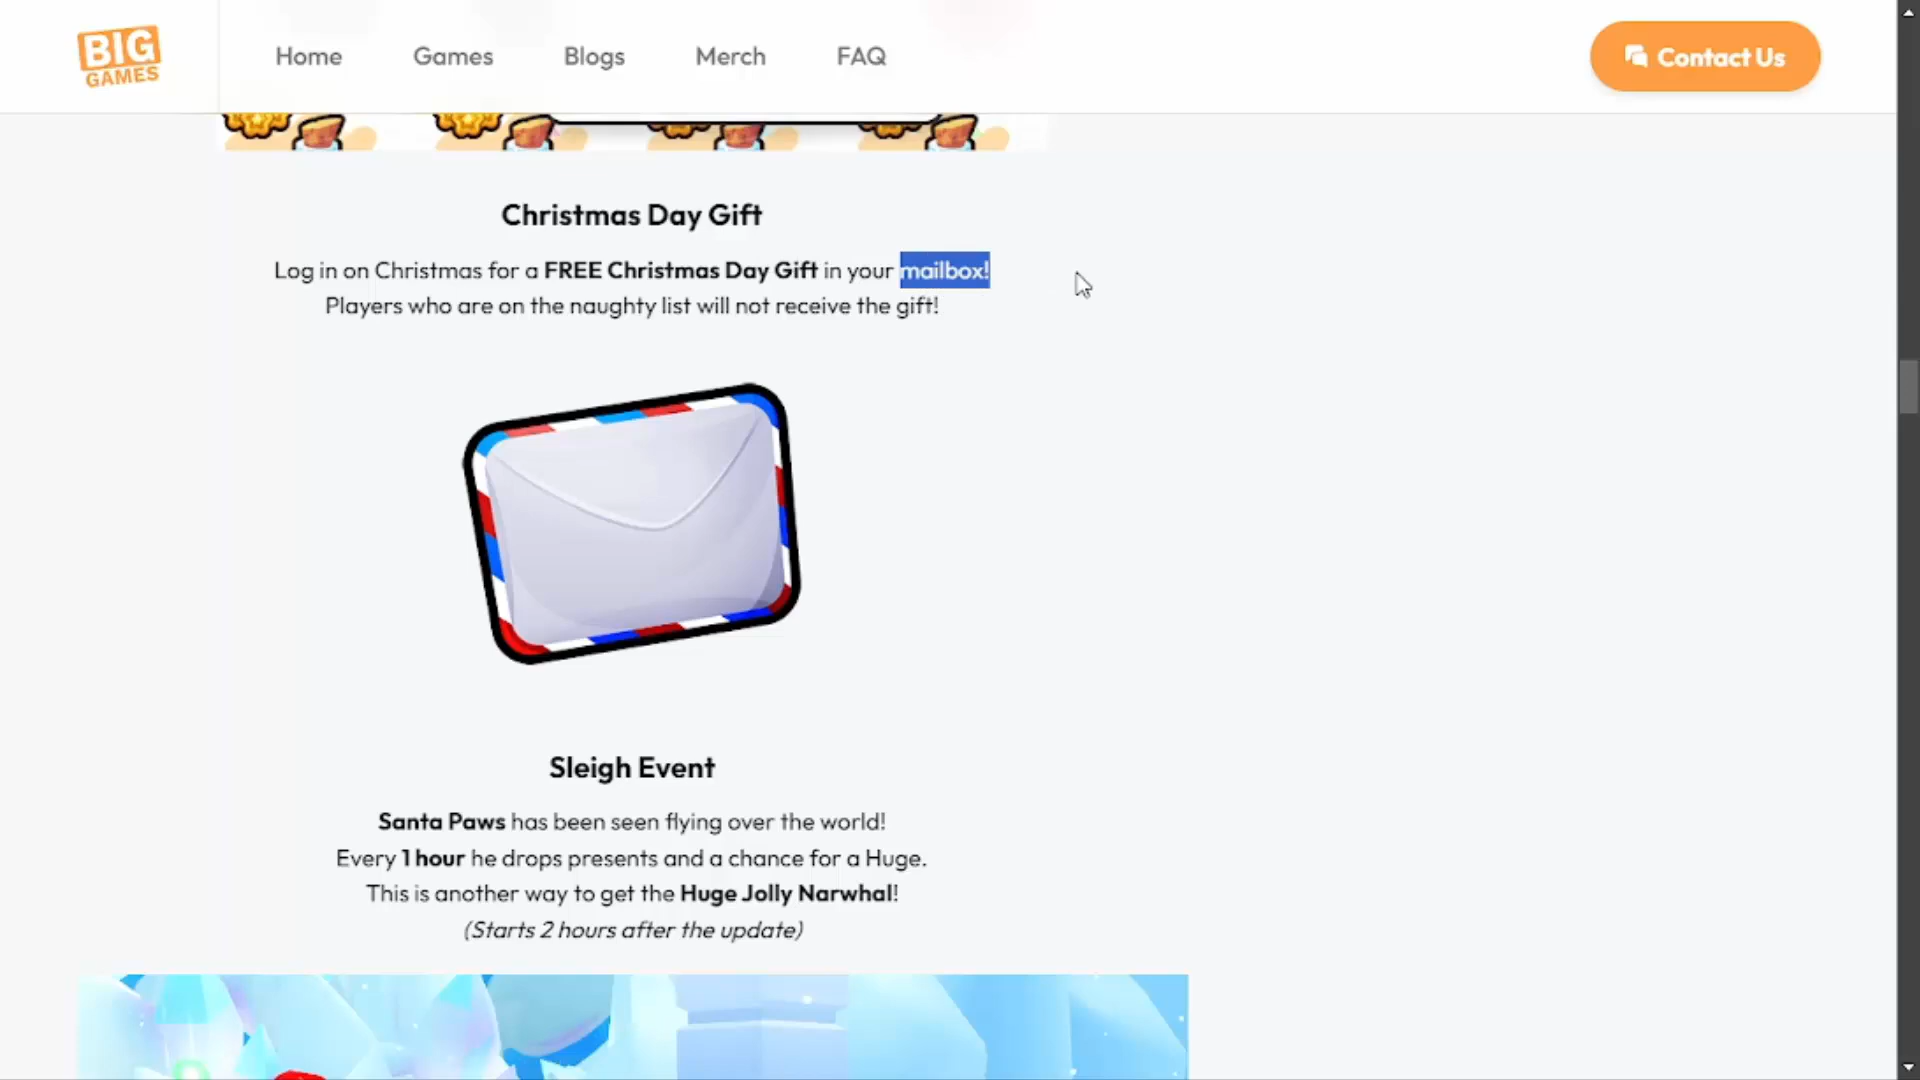 BIG
GAMES
Home
Games
Blogs
Merch
FAQ
Contact Us
Christmas Day Gift
Log in on Christmas for a FREE Christmas Day Gift in your mailbox!
Players who are on the naughty list will not receive the gift!
Sleigh Event
Santa Paws has been seen flying over the world!
Every 1 hour he drops presents and a chance for a Huge.
This is another way to get the Huge Jolly Narwhal!
(Starts 2 hours after the update)